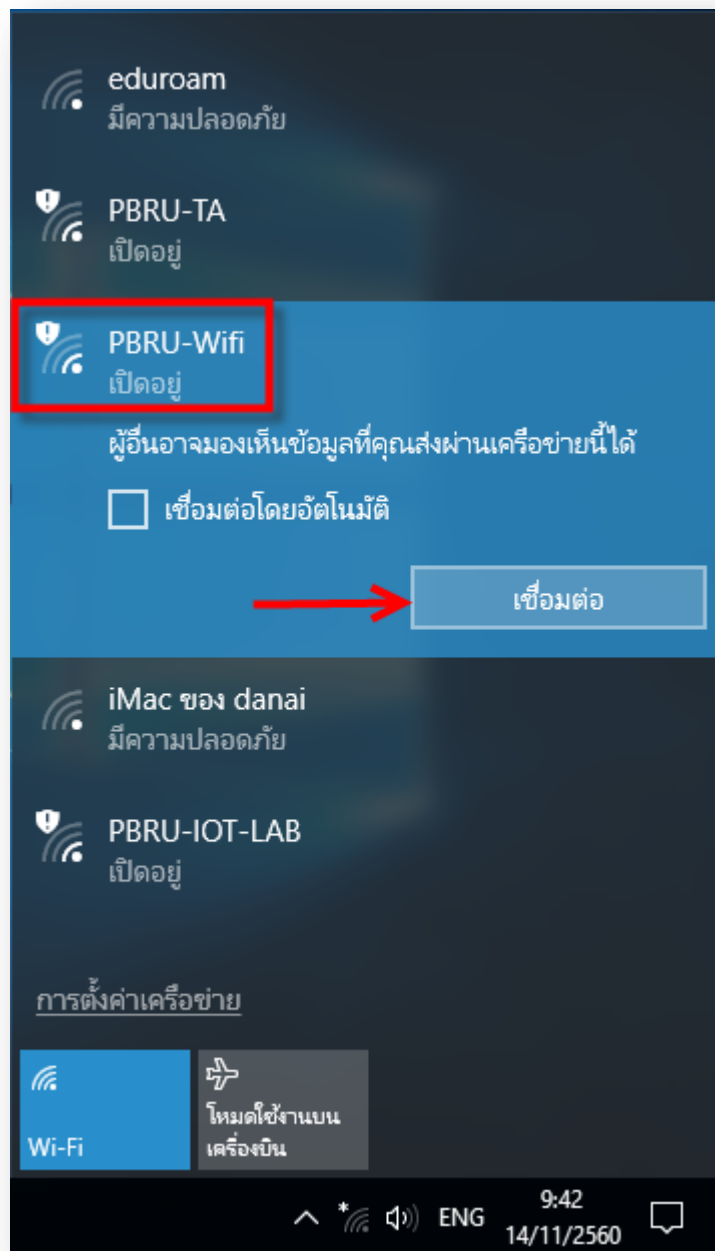 eduroam
มีความปลอดภัย
PBRU-TA
เปิดอยู่
PBRU-Wifi
เปิดอยู่
ผู้อื่นอาจมองเห็นข้อมูลที่คุณส่งผ่านเครือข่ายนี้ได้
เชื่อมต่อโดยอัตโนมัติ
เชื่อมต่อ
iMac ของ danai
มีความปลอดภัย
PBRU-IOT-LAB
เปิดอยู่
การตั้งค่าเครือข่าย
Wi-Fi
โหมดใช้งานบน
เครื่องบิน
ENG
9:42
14/11/2560